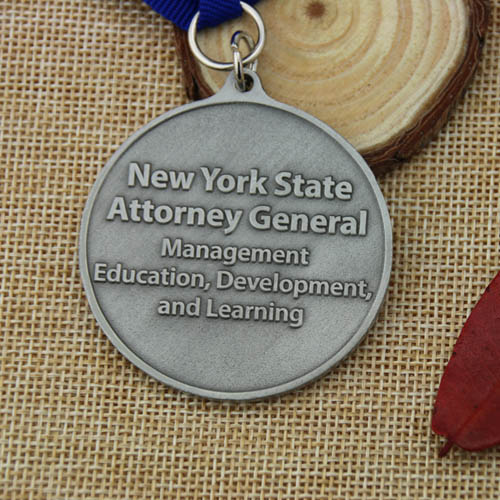 New York State
Attorney General
Management
Education, Development,
and Learning